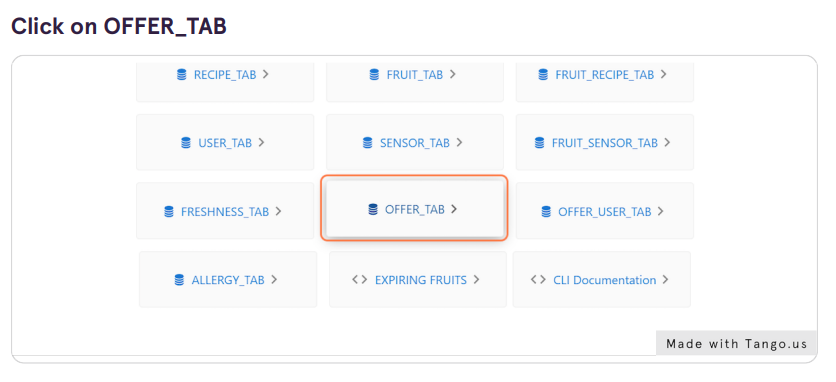 Click on OFFER_TAB
RECIPE_TAB FRUIT_TAB FRUIT_RECIPE_TAB
USER_TAB SENSOR_TAB FRUIT_SENSOR_TAB
FRESHNESS_TAB OFFER_TAB OFFER_USER_TAB
ALLERGY_TAB EXPIRING FRUITS CLI Documentation
Made with Tango.us